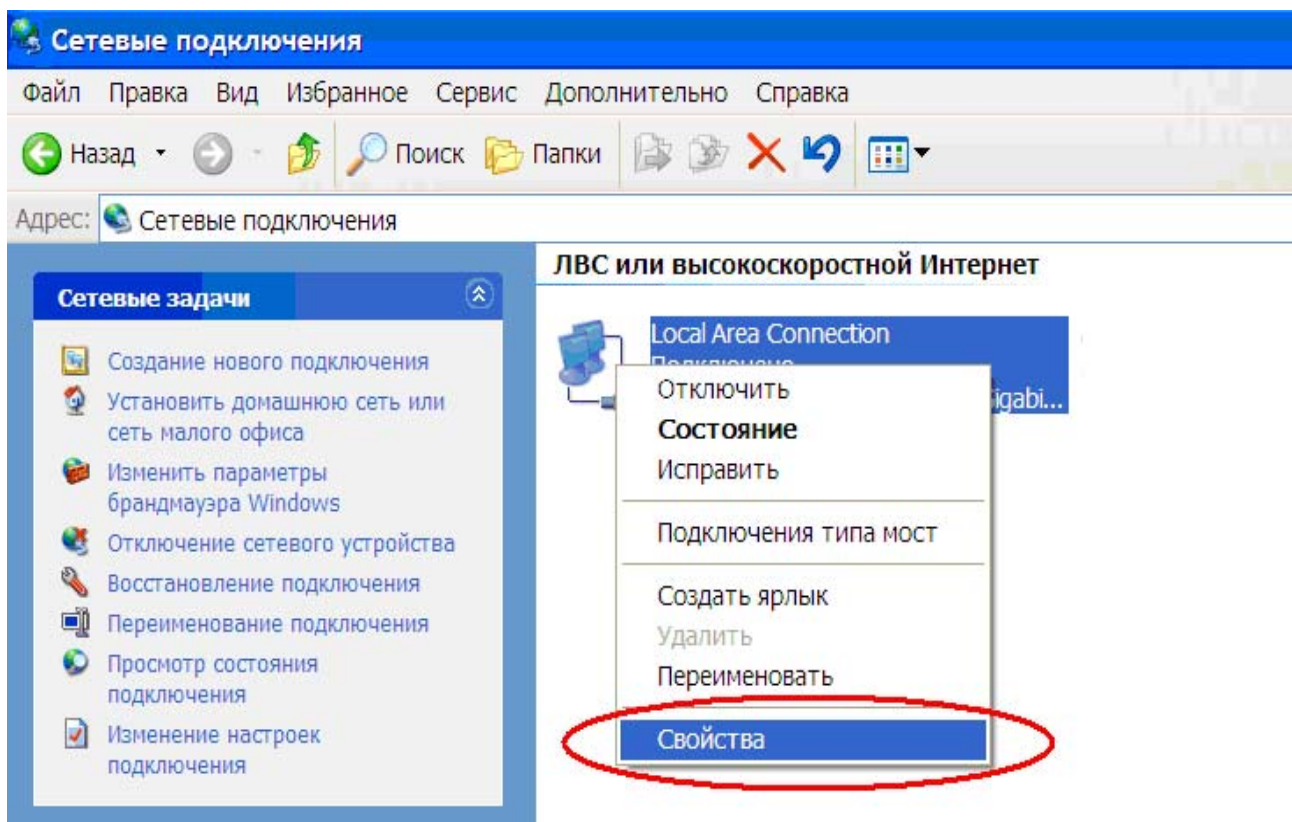 Сетевые подключения
Файл Правка Вид Избранное Сервис Дополнительно Справка
Назад Поиск Папки
Адрес: Сетевые подключения
Сетевые задачи
Создание нового подключения
Установить домашнюю сеть или
сеть малого офиса
Изменить параметры
брандмауэра Windows
Отключение сетевого устройства
Восстановление подключения
Переименование подключения
Просмотр состояния
подключения
Изменение настроек
подключения
ЛВС или высокоскоростной Интернет
Local Area Connection
Подключено
igabi...
Отключить
Состояние
Исправить
Подключения типа мост
Создать ярлык
Удалить
Переименовать
Свойства